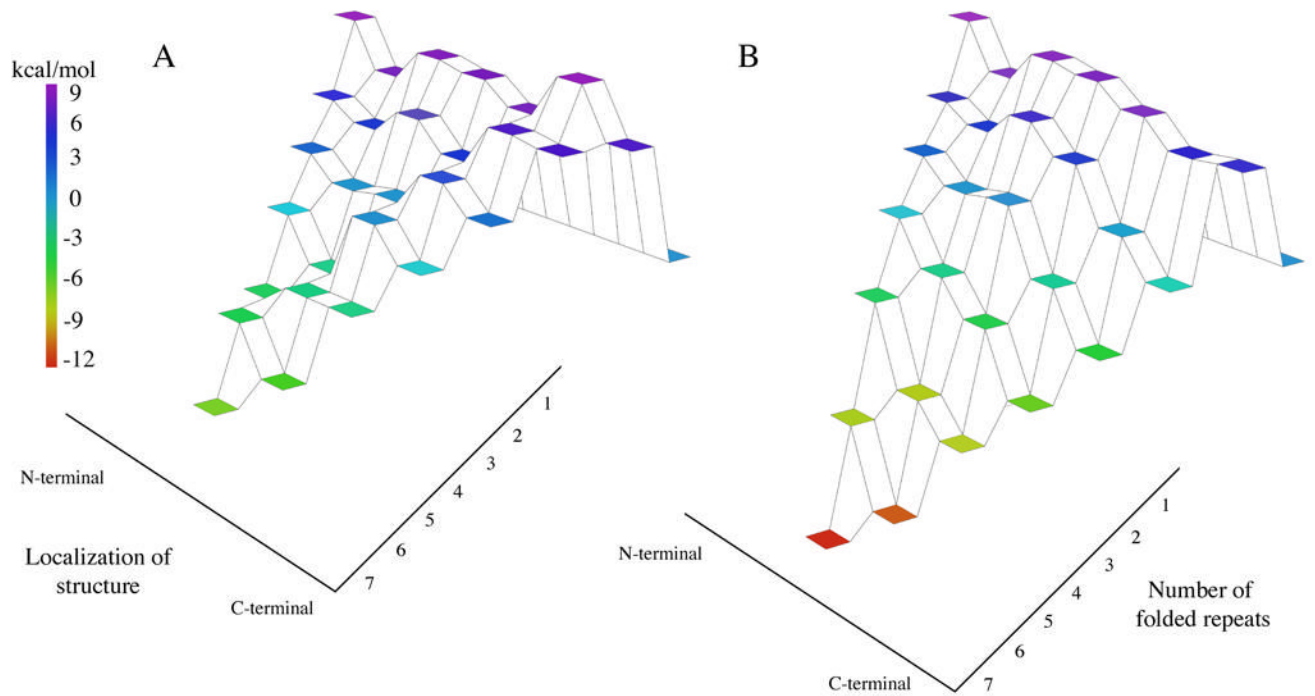 A
B
kcal/mol
9
6
3
0
-3
-6
-9
-12
1
2
3
4
5
6
7
N-terminal
Localization of
structure
C-terminal
1
2
3
4
5
6
7
N-terminal
Number of
folded repeats
C-terminal